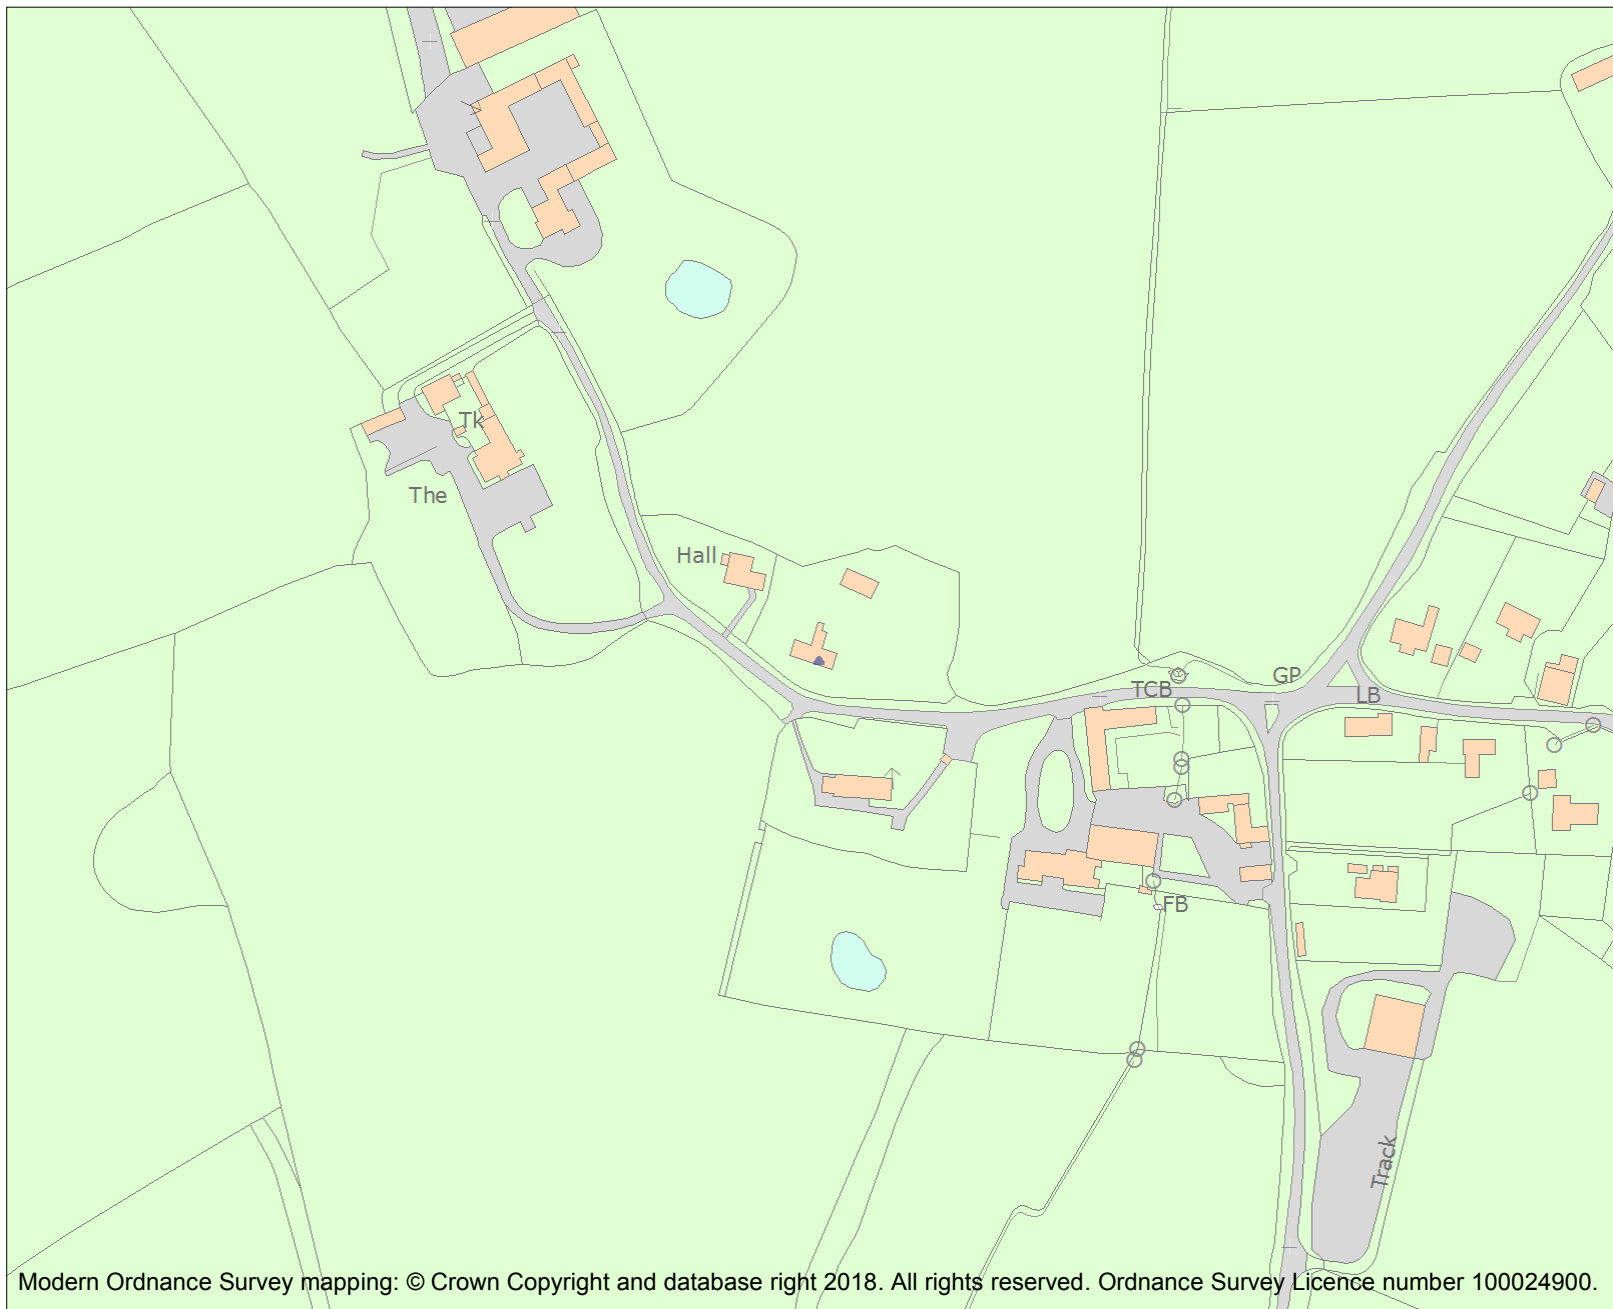 Tk
The
Hall
GP
TCB
LB
FB
Track
Modern Ordnance Survey mapping: © Crown Copyright and database right 2018. All rights reserved. Ordnance Survey Licence number 100024900.